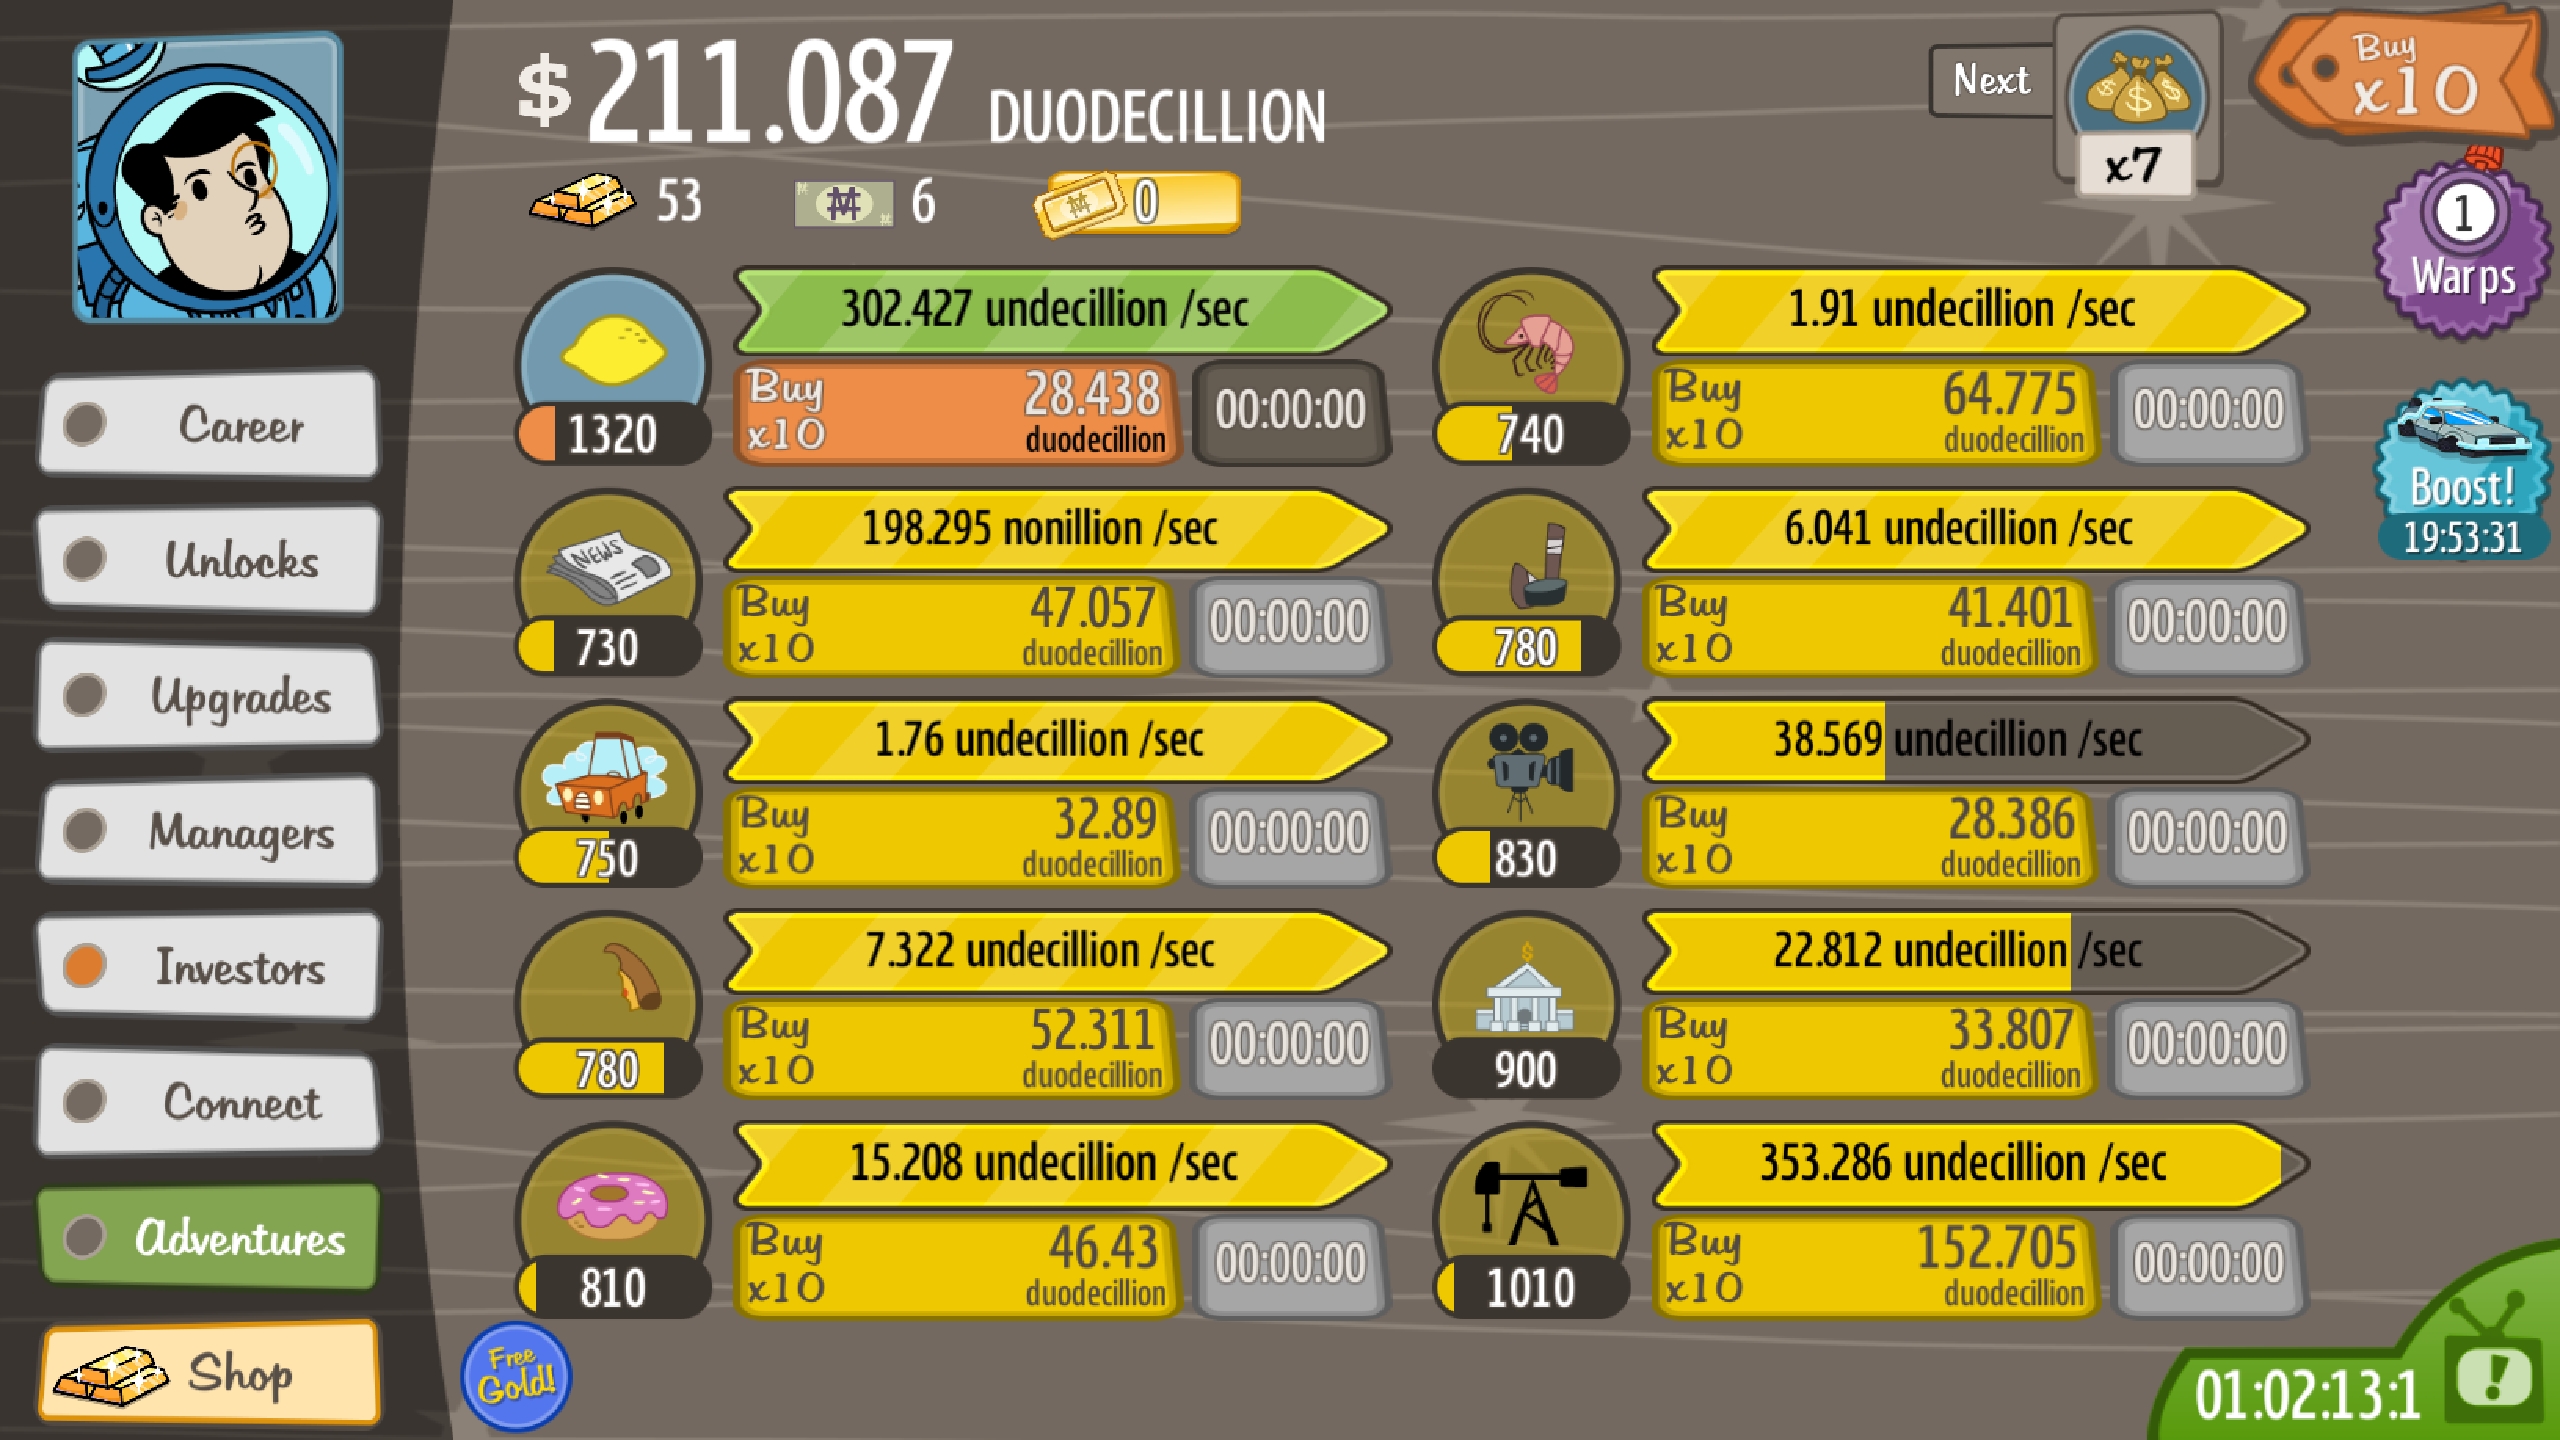 $211.087 DUODECILLION
53
6
0
Next
x7
Buy
x10
1
Warps
Boost!
19:53:31
Career
Unlocks
Upgrades
Managers
Investors
Connect
Adventures
Shop
302.427 undecillion /sec
Buy
x10
28.438
duodecillion
00:00:00
1320
NEWS
198.295 nonillion /sec
Buy
x10
47.057
duodecillion
00:00:00
730
1.76 undecillion /sec
Buy
x10
32.89
duodecillion
00:00:00
750
7.322 undecillion /sec
Buy
x10
52.311
duodecillion
00:00:00
780
15.208 undecillion /sec
Buy
x10
46.43
duodecillion
00:00:00
810
1.91 undecillion /sec
Buy
x10
64.775
duodecillion
00:00:00
740
6.041 undecillion /sec
Buy
x10
41.401
duodecillion
00:00:00
780
38.569 undecillion /sec
Buy
x10
28.386
duodecillion
00:00:00
830
22.812 undecillion /sec
Buy
x10
33.807
duodecillion
00:00:00
900
353.286 undecillion /sec
Buy
x10
152.705
duodecillion
00:00:00
1010
Free
Gold!
01:02:13:1
!